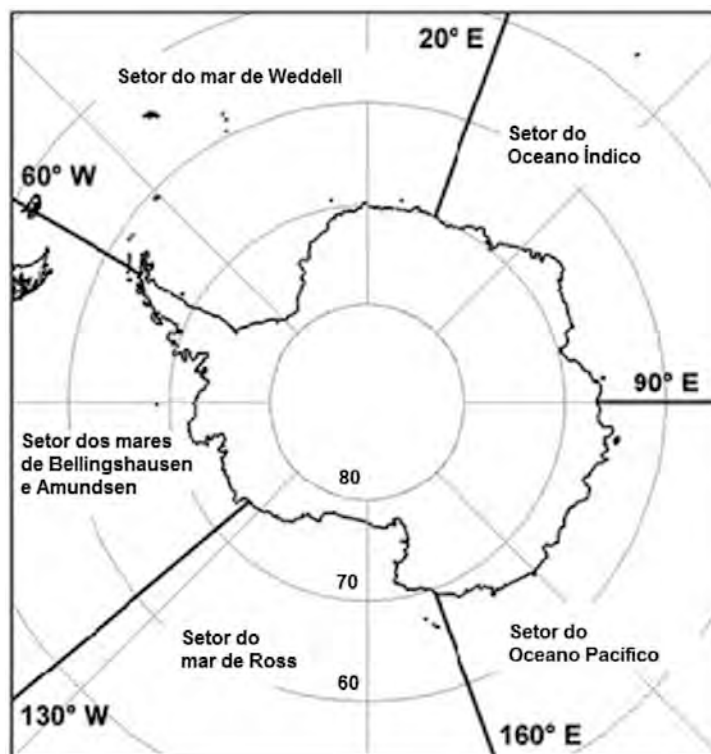 20° E
Setor do mar de Weddell
Setor do
Oceano Índico
60° W
90° E
Setor dos mares
de Bellingshausen
e Amundsen
80
70
Setor do
mar de Ross
Setor do
Oceano Pacífico
60
130° W
160° E